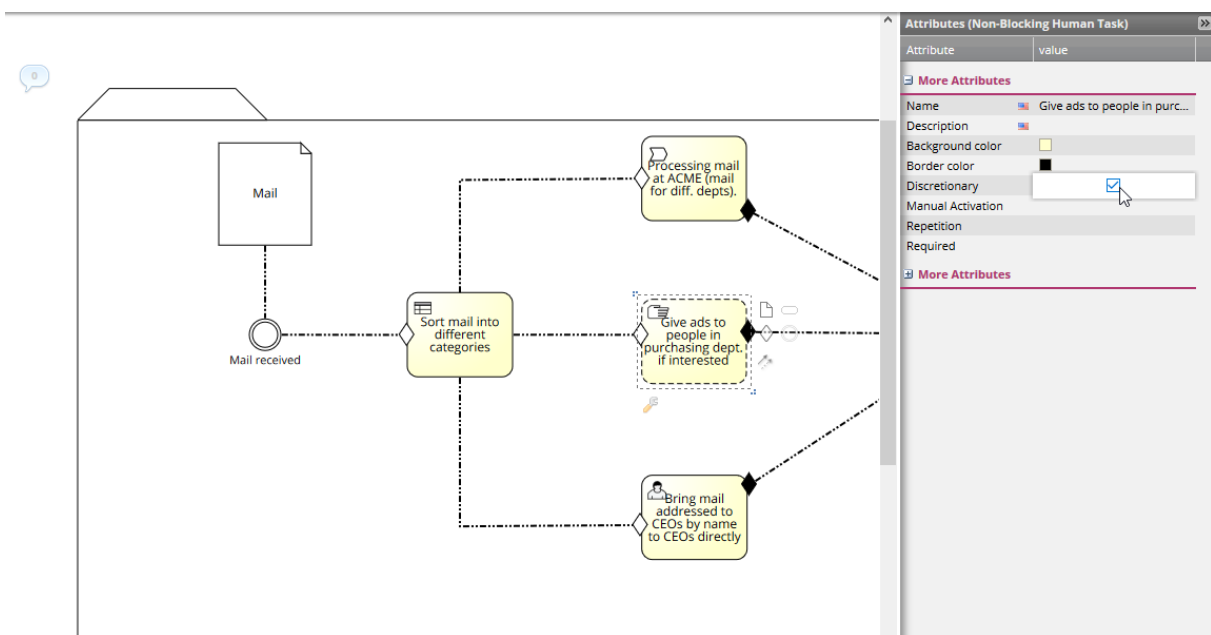 0
Mail
Mail received
Sort mail into
different
categories
Processing mail
at ACME (mail
for diff. depts).
Give ads to
people in
purchasing dept.
if interested
Bring mail
addressed to
CEOs by name
to CEOs directly
Attributes (Non-Blocking Human Task)
Attribute value
More Attributes
Name Give ads to people in purc...
Description
Background color
Border color
Discretionary
Manual Activation
Repetition
Required
More Attributes